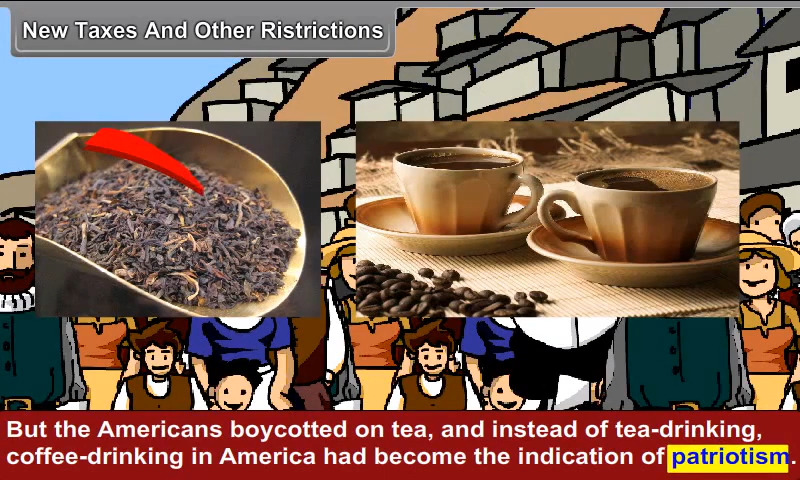 New Taxes And Other Ristrictions
But the Americans boycotted on tea, and instead of tea-drinking,
coffee-drinking in America had become the indication of patriotism.